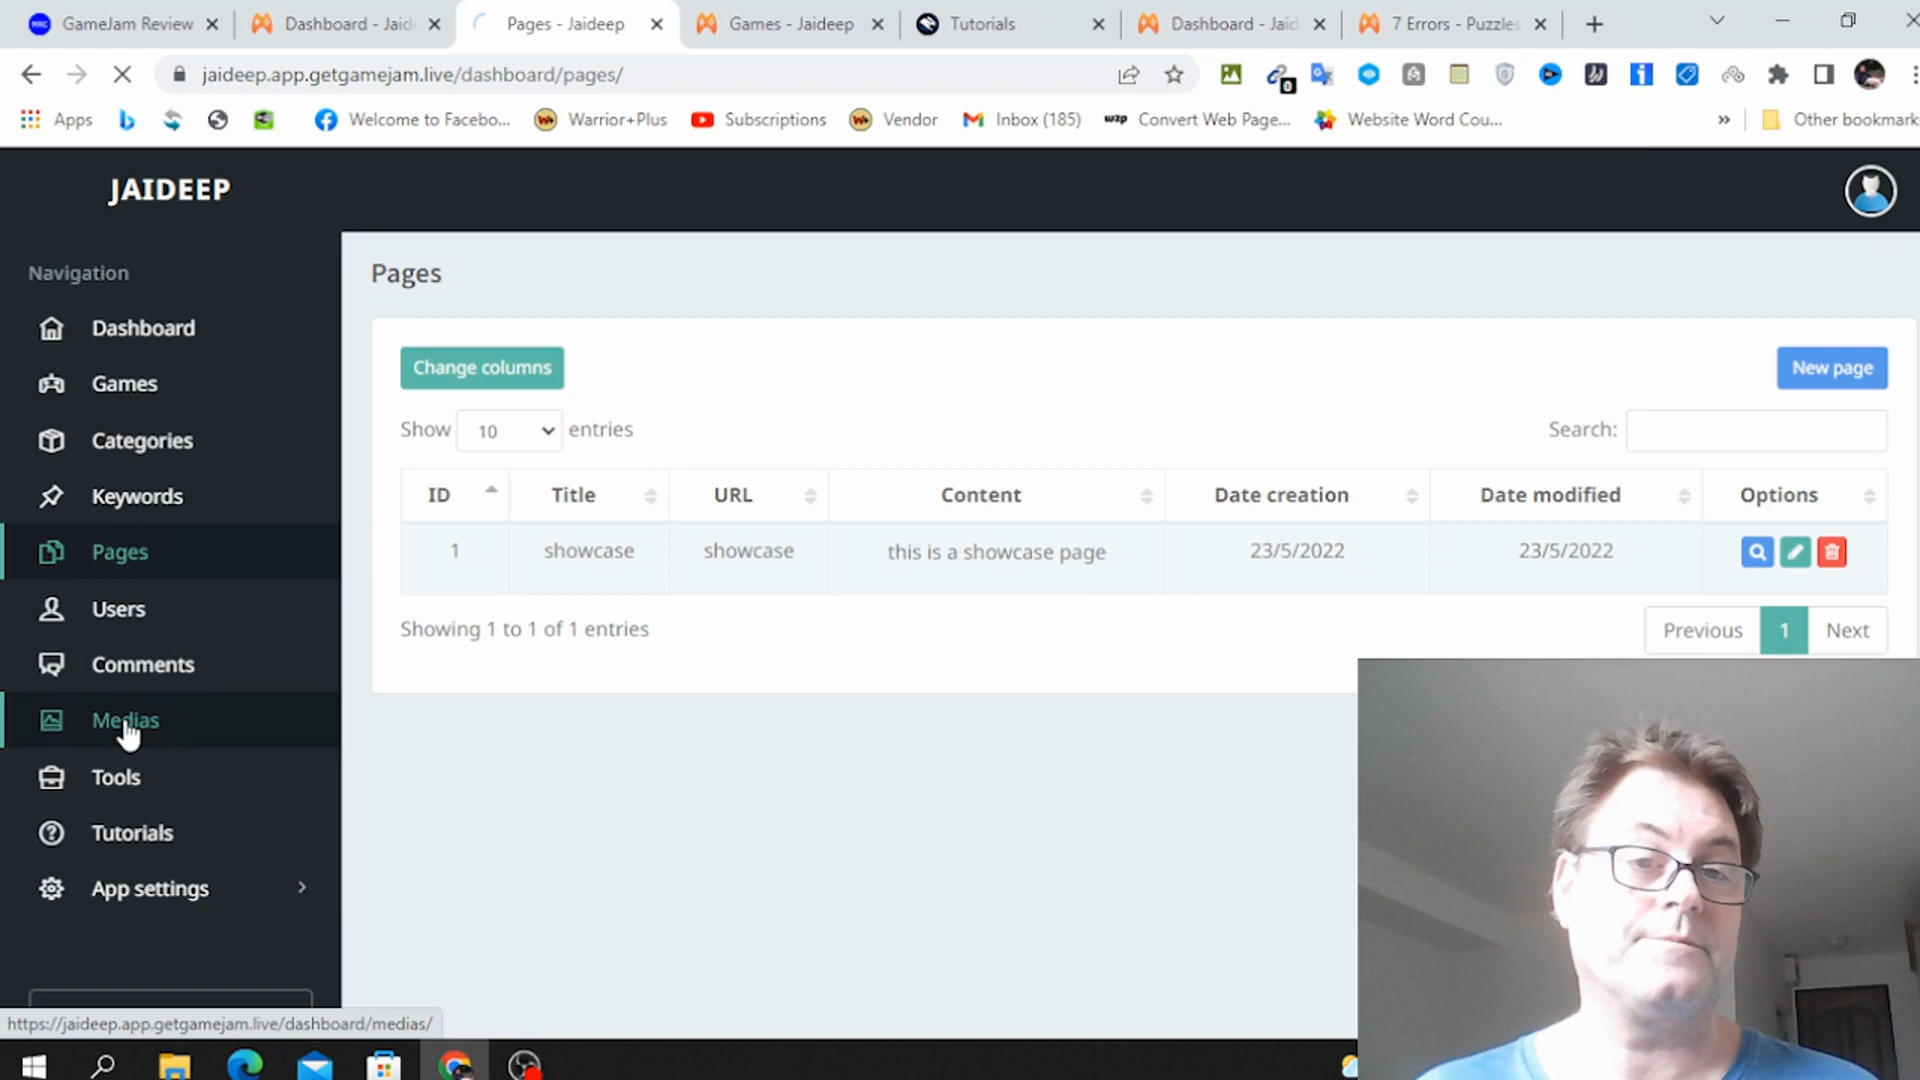 GameJam Review
Dashboard - Jaid
Pages - Jaideep
Games - Jaideep
Tutorials
Dashboard - Jaid
7 Errors - Puzzles
jaideep.app.getgamejam.live/dashboard/pages/
0
Apps
Welcome to Facebo...
Warrior+Plus
Subscriptions
Vendor
Inbox (185)
W2P
Convert Web Page...
Website Word Cou...
»
Other bookmark
JAIDEEP
Navigation
Dashboard
Games
Categories
Keywords
Pages
Users
Comments
Medias
Tools
Tutorials
App settings
Pages
Change columns
New page
Show 10 entries
Search:
ID Title URL Content Date creation Date modified Options
1 showcase showcase this is a showcase page 23/5/2022 23/5/2022
Showing 1 to 1 of 1 entries
Previous 1 Next
https://jaideep.app.getgamejam.live/dashboard/medias/